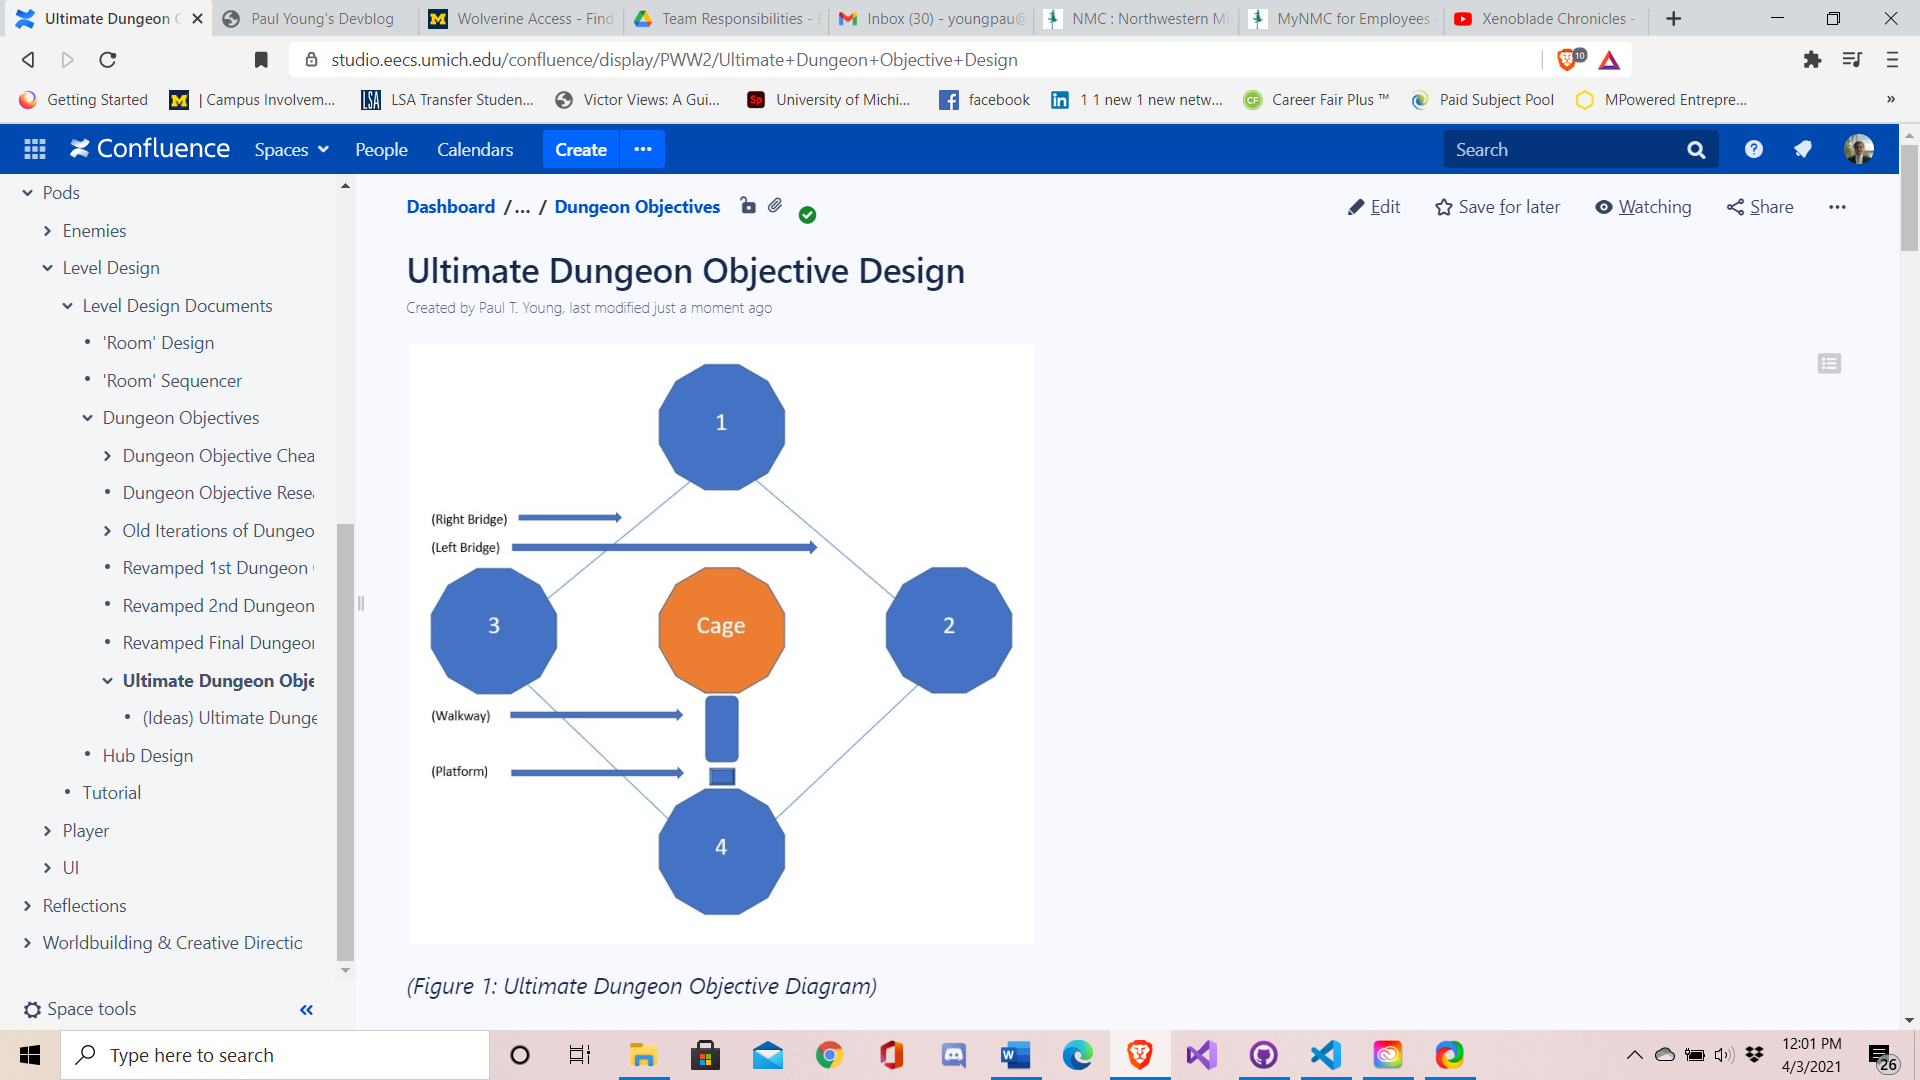 Ultimate Dungeon O
Paul Young's Devblog
Wolverine Access - Find
Team Responsibilities -
Inbox (30) - youngpau@
NMC : Northwestern Mi
MyNMC for Employees
Xenoblade Chronicles -
studio.eecs.umich.edu/confluence/display/PWW2/Ultimate+Dungeon+Objective+Design
10
Getting Started
| Campus Involvem...
LSA
LSA Transfer Studen...
Victor Views: A Gui...
Sp
University of Michi...
facebook
1 1 new 1 new netw...
CF
Career Fair Plus ™
Paid Subject Pool
MPowered Entrepre...
»
Confluence
Spaces
People
Calendars
Create
Search
Pods
Enemies
Level Design
Level Design Documents
'Room' Design
'Room' Sequencer
Dungeon Objectives
Dungeon Objective Chea
Dungeon Objective Resea
Old Iterations of Dungeo
Revamped 1st Dungeon
Revamped 2nd Dungeon
Revamped Final Dungeon
Ultimate Dungeon Obje
(Ideas) Ultimate Dunge
Hub Design
Tutorial
Player
UI
Reflections
Worldbuilding & Creative Directio
Space tools
«
Dashboard /... / Dungeon Objectives
Edit
Save for later
Watching
Share
Ultimate Dungeon Objective Design
Created by Paul T. Young, last modified just a moment ago
1
(Right Bridge)
(Left Bridge)
3
Cage
2
(Walkway)
(Platform)
4
(Figure 1: Ultimate Dungeon Objective Diagram)
Type here to search
12:01 PM
4/3/2021
26